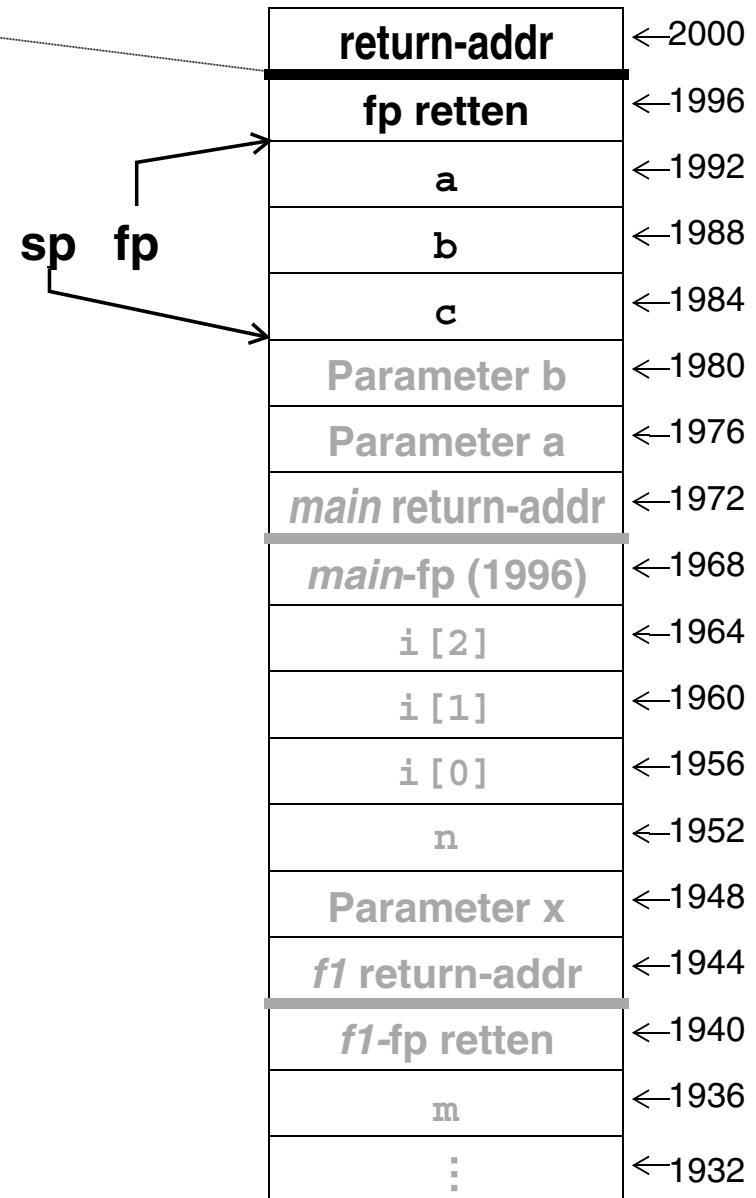 return-addr ←2000
fp retten ←1996
a ←1992
sp fp b ←1988
c ←1984
Parameter b ←1980
Parameter a ←1976
main return-addr ←1972
main-fp (1996) ←1968
i[2] ←1964
i[1] ←1960
i[0] ←1956
n ←1952
Parameter x ←1948
f1 return-addr ←1944
f1-fp retten ←1940
m ←1936
⋮ ←1932